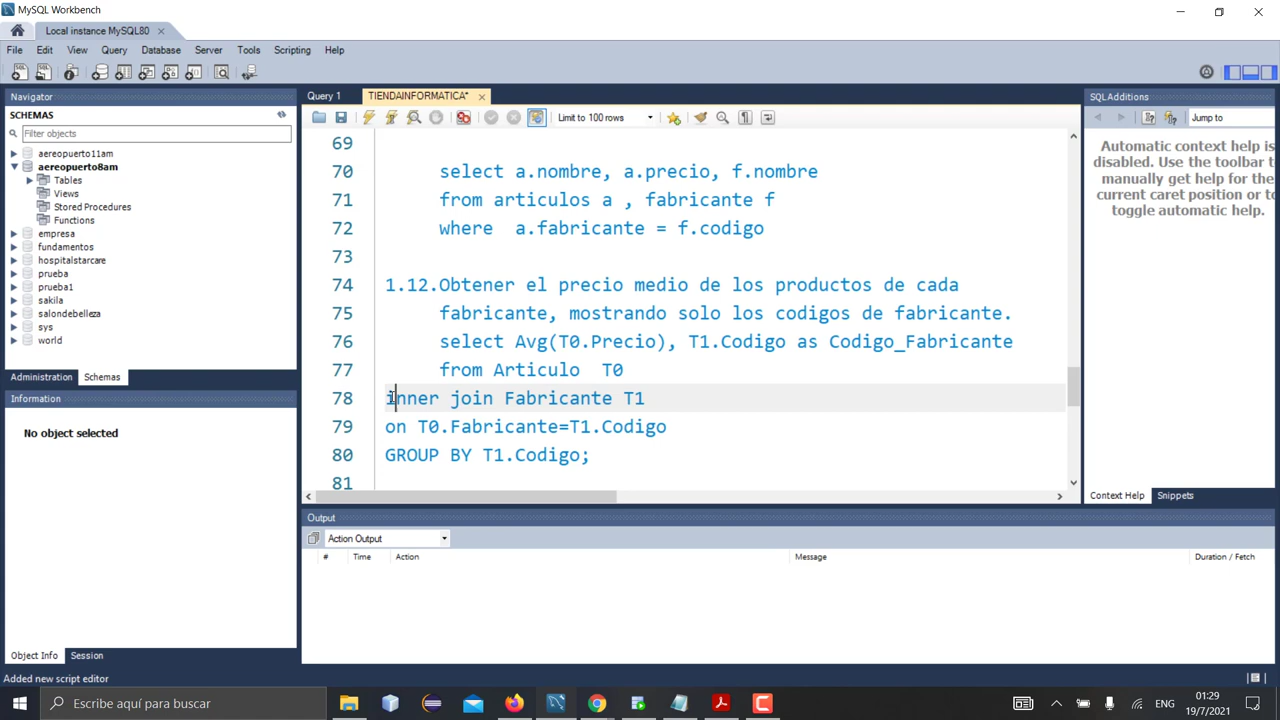 MySQL Workbench
Local instance MySQL80
File Edit View Query Database Server Tools Scripting Help
Navigator
SCHEMAS
Filter objects
aereopuerto11am
aereopuerto8am
Tables
Views
Stored Procedures
Functions
empresa
fundamentos
hospitalstarcare
prueba
prueba1
sakila
salondebelleza
sys
world
Administration Schemas
Information
No object selected
Object Info Session
Added new script editor
Query 1 TIENDAINFORMATICA*
Limit to 100 rows
69
70 select a.nombre, a.precio, f.nombre
71 from articulos a , fabricante f
72 where a.fabricante = f.codigo
73
74 1.12.Obtener el precio medio de los productos de cada
75 fabricante, mostrando solo los codigos de fabricante.
76 select Avg(T0.Precio), T1.Codigo as Codigo_Fabricante
77 from Articulo T0
78 inner join Fabricante T1
79 on T0.Fabricante=T1.Codigo
80 GROUP BY T1.Codigo;
81
Output
Action Output
# Time Action Message Duration / Fetch
SQLAdditions
Jump to
Automatic context help is
disabled. Use the toolbar t
manually get help for the
current caret position or to
toggle automatic help.
Context Help Snippets
Escribe aquí para buscar
ENG
01:29
19/7/2021